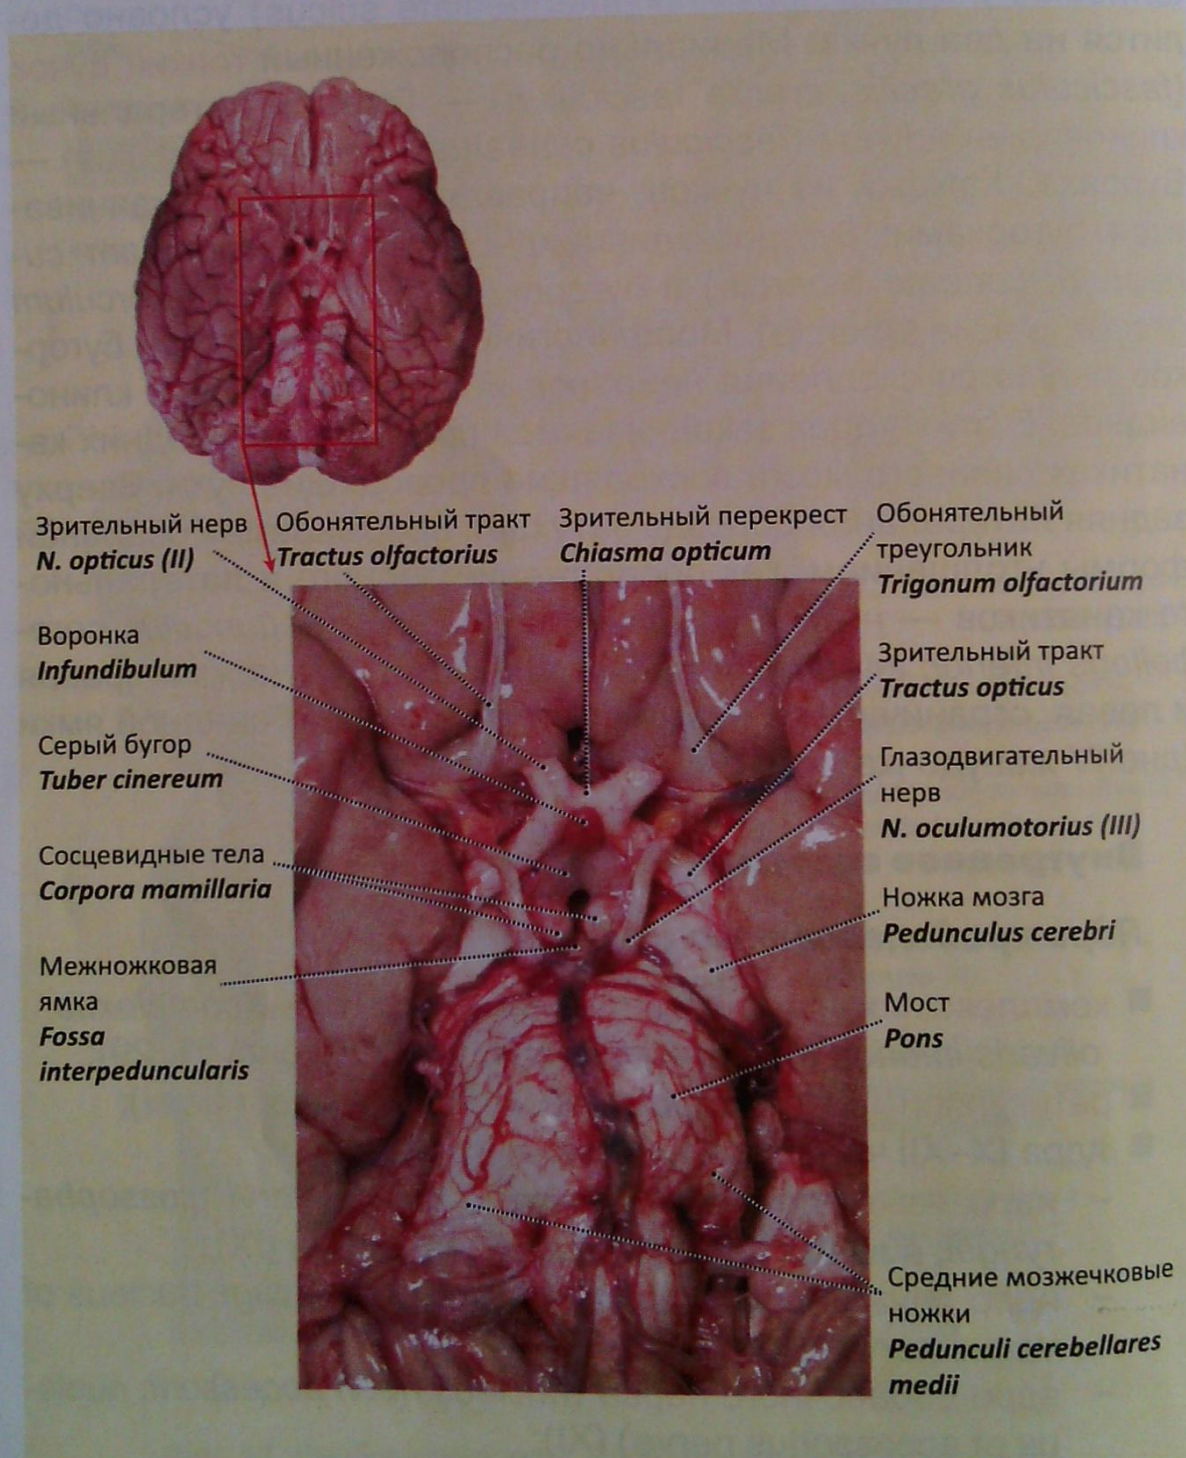 Зрительный нерв
N. opticus (II)
Обонятельный тракт
Tractus olfactorius
Зрительный перекрест
Chiasma opticum
Обонятельный
треугольник
Trigonum olfactorium
Воронка
Infundibulum
Зрительный тракт
Tractus opticus
Серый бугор
Tuber cinereum
Глазодвигательный
нерв
N. oculumotorius (III)
Сосцевидные тела
Corpora mamillaria
Ножка мозга
Pedunculus cerebri
Межножковая
ямка
Fossa
interpeduncularis
Мост
Pons
Средние мозжечковые
ножки
Pedunculi cerebellares
medii